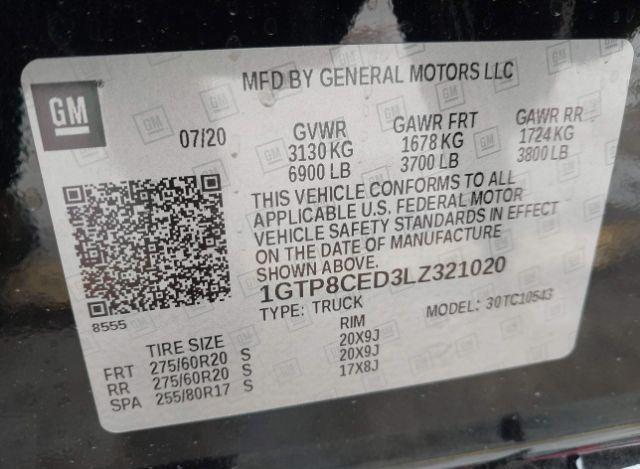 MFD BY GENERAL MOTORS LLC
GM
07/20 GVWR GAWR FRT GAWR RR
3130 KG 1678 KG 1724 KG
6900 LB 3700 LB 3800 LB
THIS VEHICLE CONFORMS TO ALL
APPLICABLE U.S. FEDERAL MOTOR
VEHICLE SAFETY STANDARDS IN EFFECT
ON THE DATE OF MANUFACTURE
SHOWN ABOVE.
1GTP8CED3LZ321020
8555
TYPE: TRUCK MODEL: 30TC10543
TIRE SIZE RIM
FRT 275/60R20 S 20X9J
RR 275/60R20 S 20X9J
SPA 255/80R17 S 17X8J